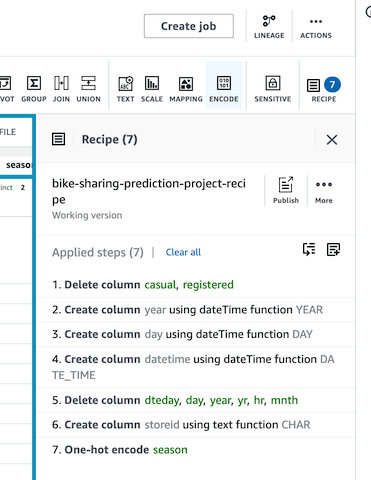 Create job
LINEAGE
ACTIONS
VOT GROUP JOIN UNION TEXT SCALE MAPPING ENCODE SENSITIVE RECIPE 7
FILE
Recipe (7)
seaso
inct 2
bike-sharing-prediction-project-reci
pe
Working version
Publish
More
Applied steps (7) | Clear all
1. Delete column casual, registered
2. Create column year using dateTime function YEAR
3. Create column day using dateTime function DAY
4. Create column datetime using dateTime function DA
TE_TIME
5. Delete column dteday, day, year, yr, hr, mnth
6. Create column storeid using text function CHAR
7. One-hot encode season